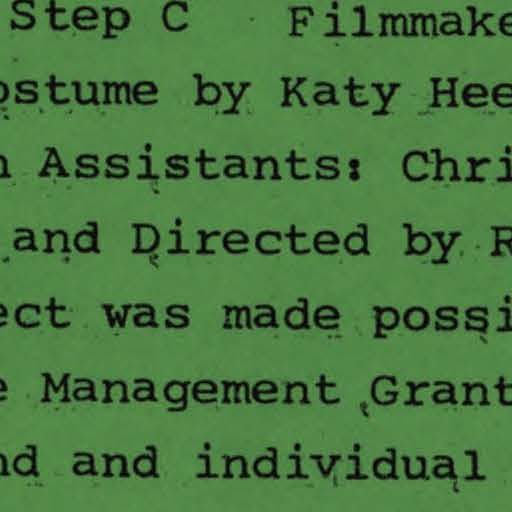 Step C Filmmake
ostume by Katy Hee
n Assistants: Chri
and Directed by R
ect was made possi
e Management Grant
nd and individual